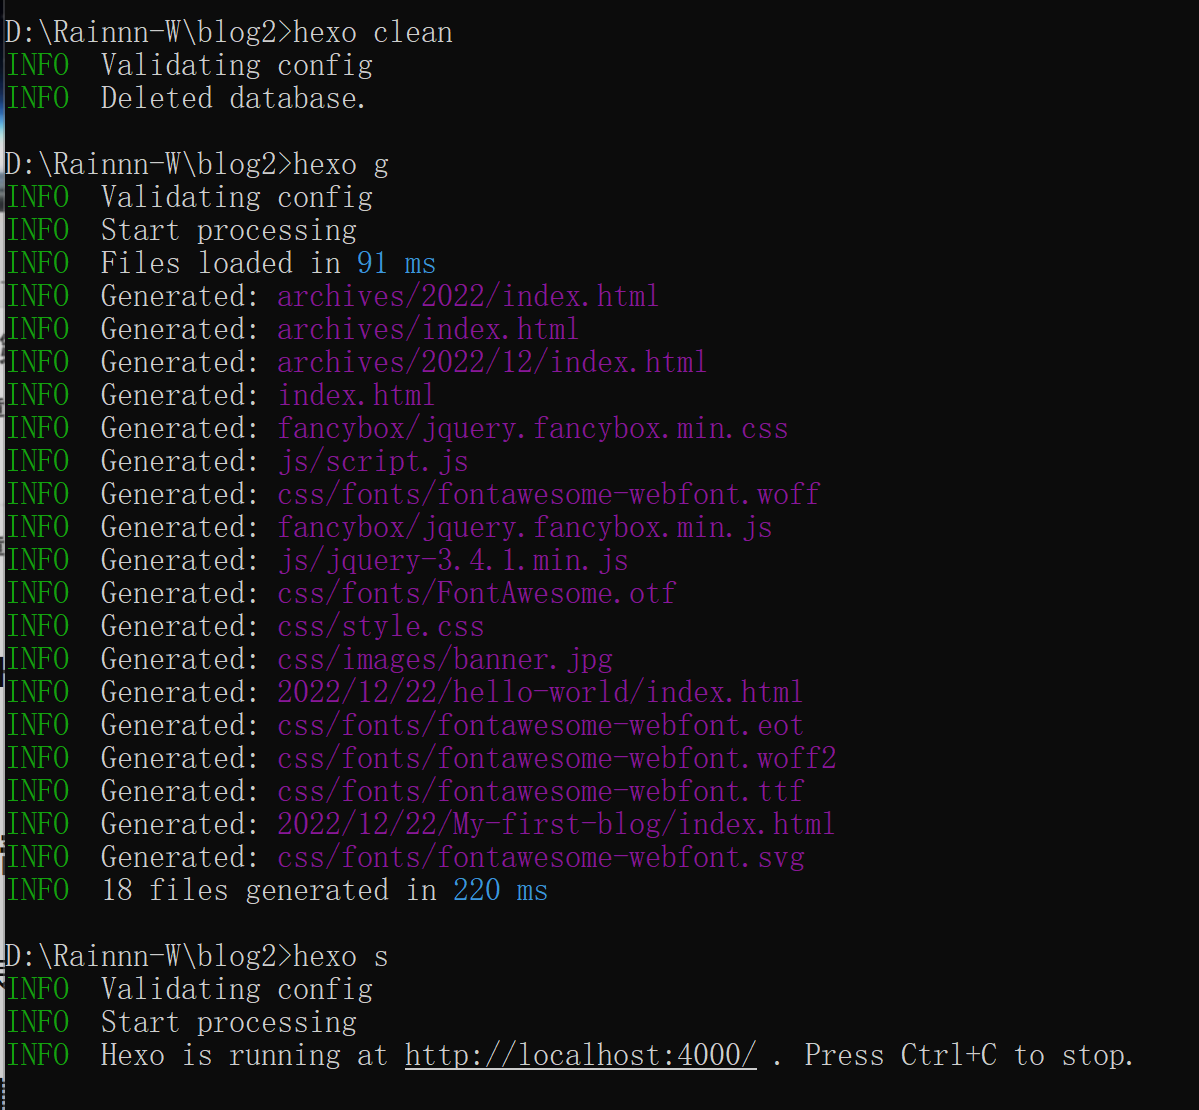 D:\Rainnn-W\blog2>hexo clean
INFO  Validating config
INFO  Deleted database.

D:\Rainnn-W\blog2>hexo g
INFO  Validating config
INFO  Start processing
INFO  Files loaded in 91 ms
INFO  Generated: archives/2022/index.html
INFO  Generated: archives/index.html
INFO  Generated: archives/2022/12/index.html
INFO  Generated: index.html
INFO  Generated: fancybox/jquery.fancybox.min.css
INFO  Generated: js/script.js
INFO  Generated: css/fonts/fontawesome-webfont.woff
INFO  Generated: fancybox/jquery.fancybox.min.js
INFO  Generated: js/jquery-3.4.1.min.js
INFO  Generated: css/fonts/FontAwesome.otf
INFO  Generated: css/style.css
INFO  Generated: css/images/banner.jpg
INFO  Generated: 2022/12/22/hello-world/index.html
INFO  Generated: css/fonts/fontawesome-webfont.eot
INFO  Generated: css/fonts/fontawesome-webfont.woff2
INFO  Generated: css/fonts/fontawesome-webfont.ttf
INFO  Generated: 2022/12/22/My-first-blog/index.html
INFO  Generated: css/fonts/fontawesome-webfont.svg
INFO  18 files generated in 220 ms

D:\Rainnn-W\blog2>hexo s
INFO  Validating config
INFO  Start processing
INFO  Hexo is running at http://localhost:4000/ . Press Ctrl+C to stop.